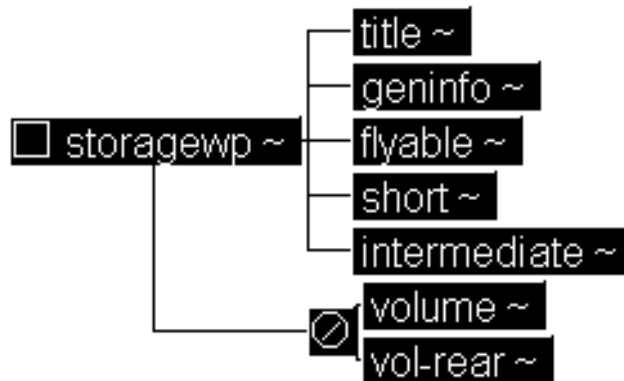 title ~
geninfo ~
storagewp ~
flyable ~
short ~
intermediate ~
volume ~
vol-rear ~